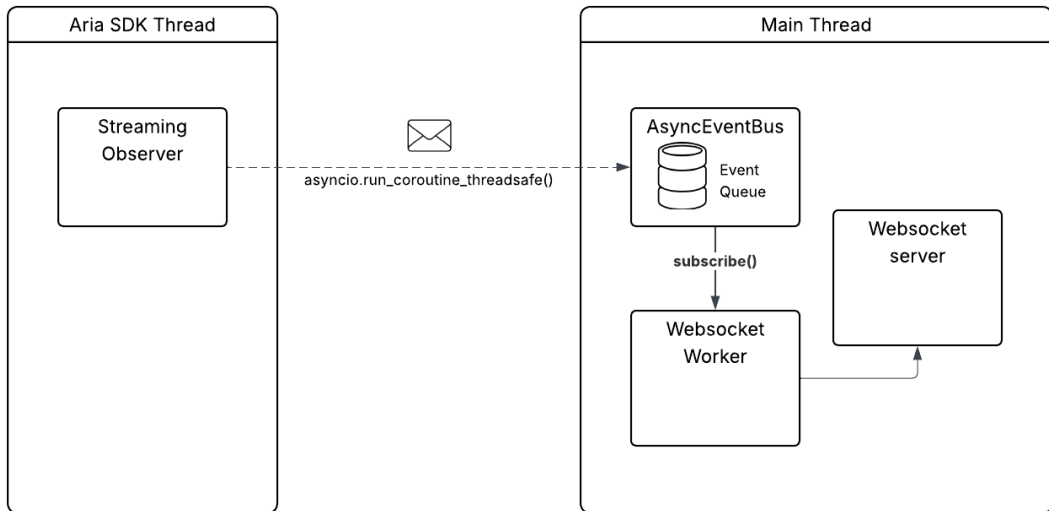 Aria SDK Thread
Main Thread
Streaming
Observer
asyncio.run_coroutine_threadsafe()
AsyncEventBus
Event
Queue
subscribe()
Websocket
server
Websocket
Worker